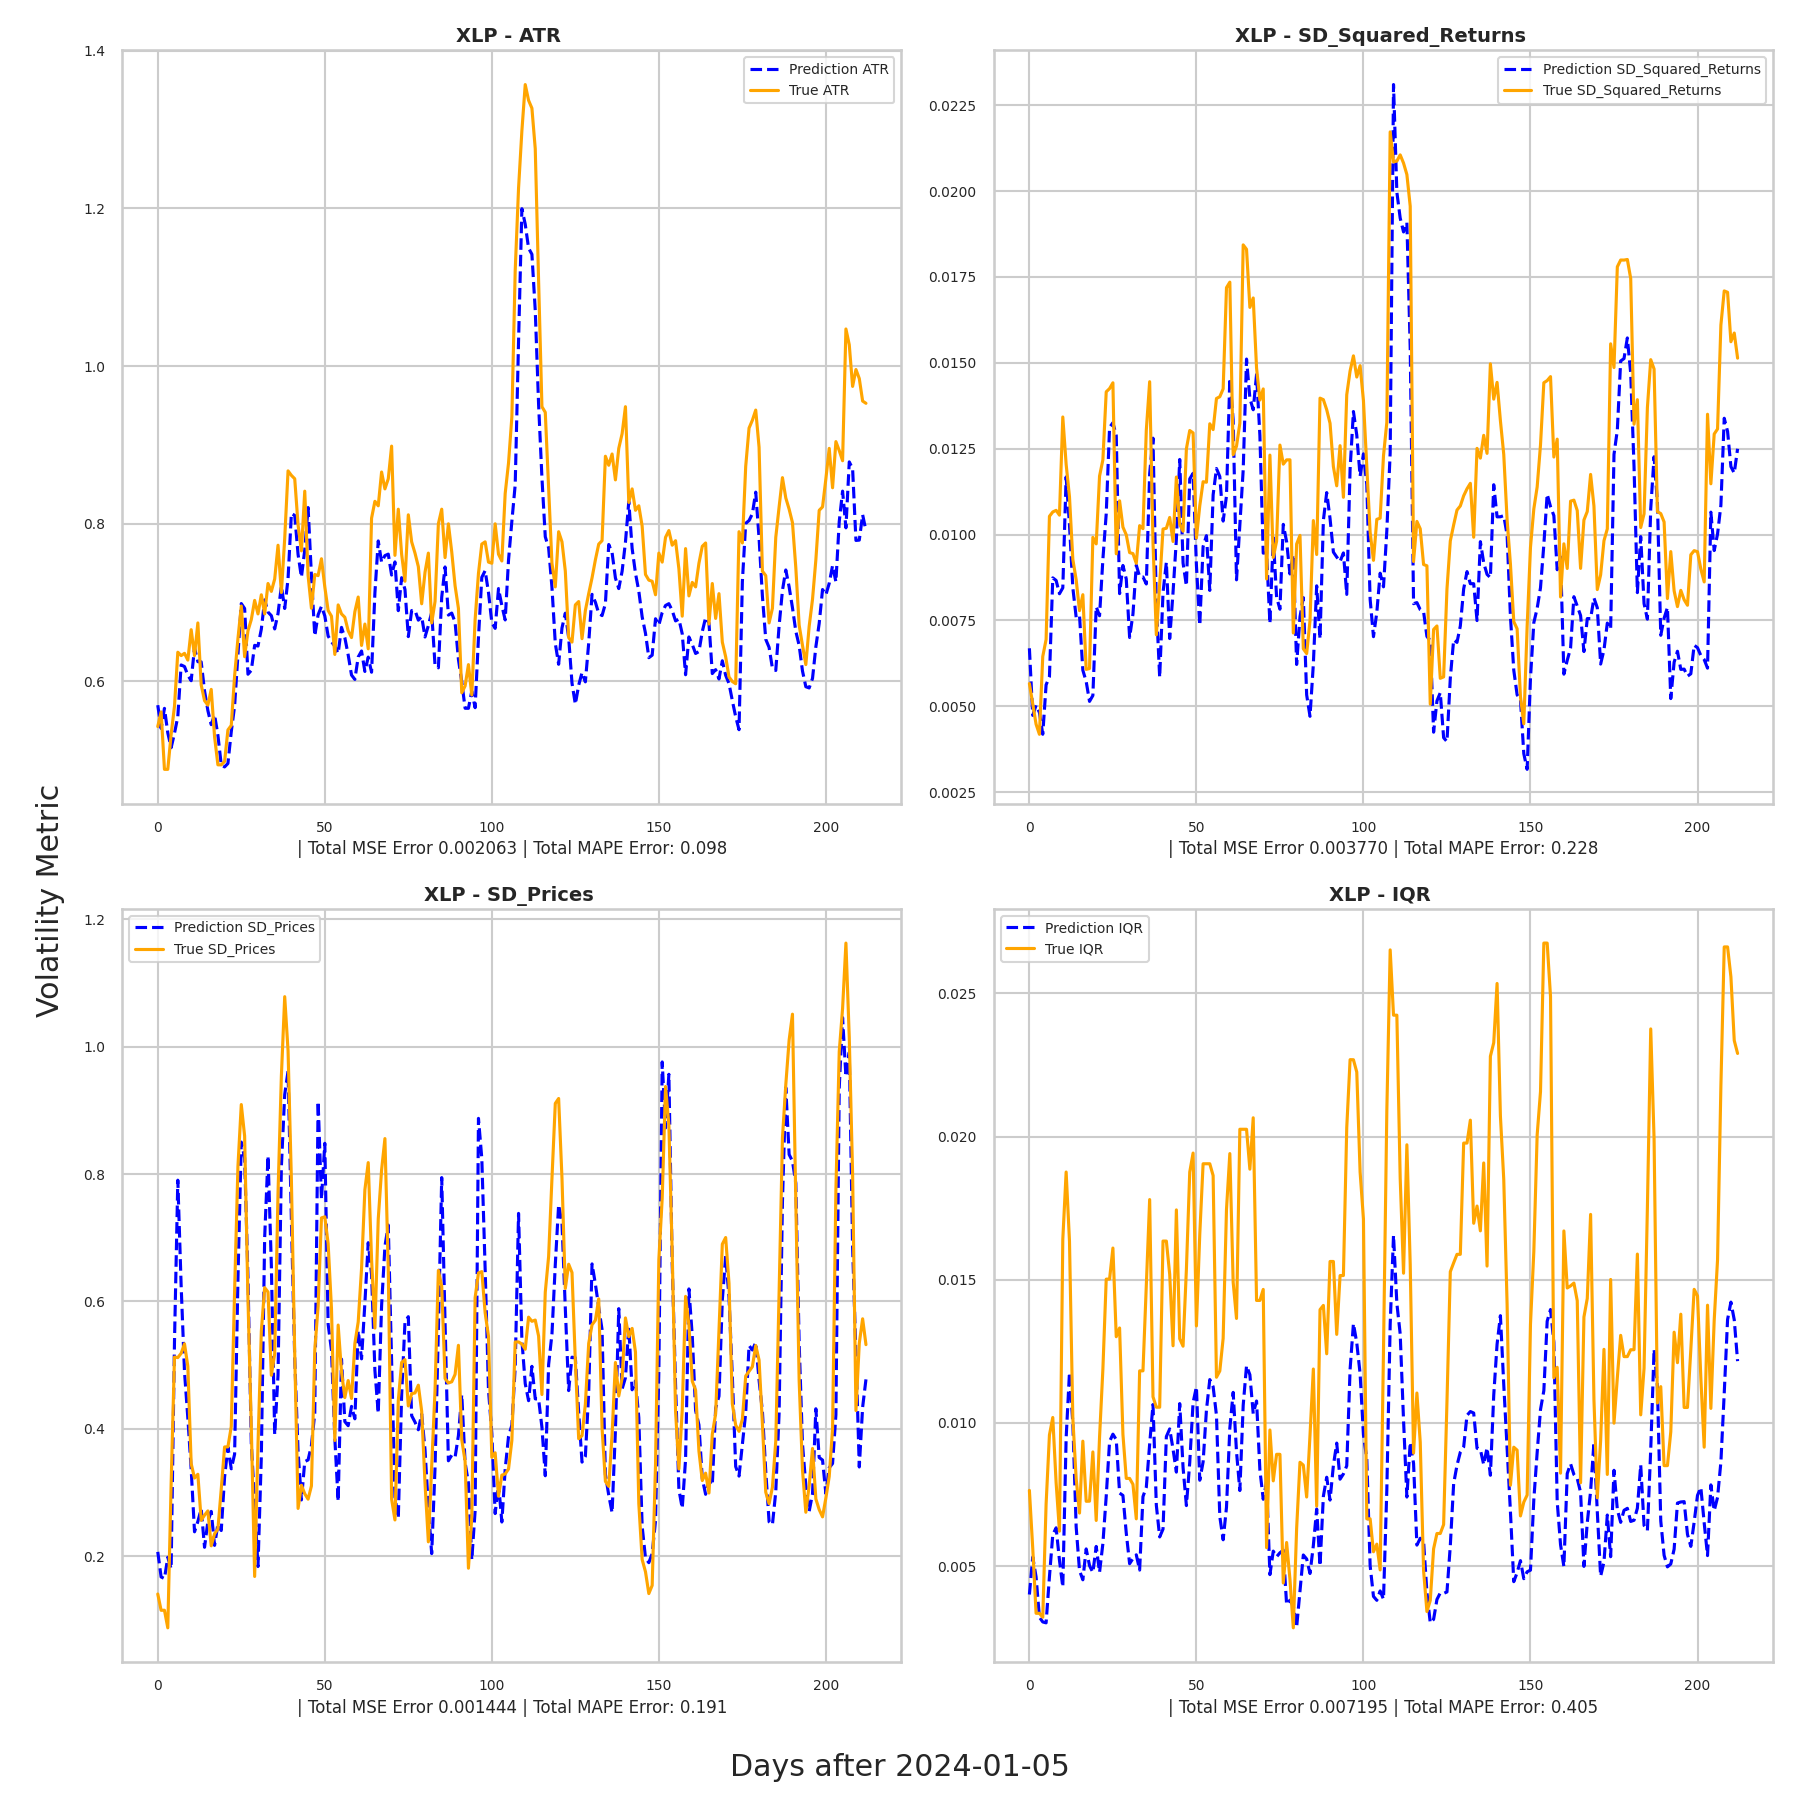 XLP - ATR
Prediction ATR
True ATR
1.4
1.2
1.0
0.8
0.6
0 50 100 150 200
| Total MSE Error 0.002063 | Total MAPE Error: 0.098
XLP - SD_Squared_Returns
Prediction SD_Squared_Returns
True SD_Squared_Returns
0.0225
0.0200
0.0175
0.0150
0.0125
0.0100
0.0075
0.0050
0.0025
0 50 100 150 200
| Total MSE Error 0.003770 | Total MAPE Error: 0.228
Volatility Metric
XLP - SD_Prices
Prediction SD_Prices
True SD_Prices
1.2
1.0
0.8
0.6
0.4
0.2
0 50 100 150 200
| Total MSE Error 0.001444 | Total MAPE Error: 0.191
XLP - IQR
Prediction IQR
True IQR
0.025
0.020
0.015
0.010
0.005
0 50 100 150 200
| Total MSE Error 0.007195 | Total MAPE Error: 0.405
Days after 2024-01-05